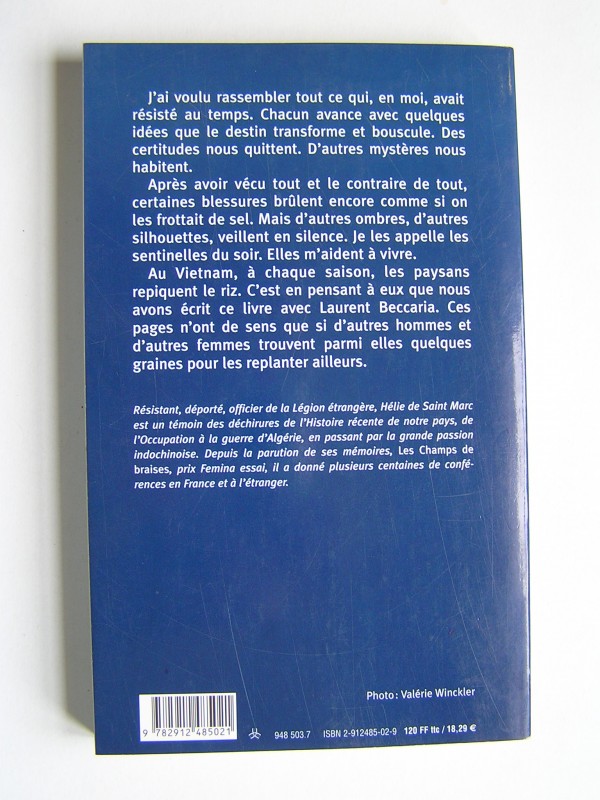 J'ai voulu rassembler tout ce qui, en moi, avait
résisté au temps. Chacun avance avec quelques
idées que le destin transforme et bouscule. Des
certitudes nous quittent. D'autres mystères nous
habitent.
Après avoir vécu tout et le contraire de tout,
certaines blessures brûlent encore comme si on
les frottait de sel. Mais d'autres ombres, d'autres
silhouettes, veillent en silence. Je les appelle les
sentinelles du soir. Elles m'aident à vivre.
Au Vietnam, à chaque saison, les paysans
repiquent le riz. C'est en pensant à eux que nous
avons écrit ce livre avec Laurent Beccaria. Ces
pages n'ont de sens que si d'autres hommes et
d'autres femmes trouvent parmi elles quelques
graines pour les replanter ailleurs.
Résistant, déporté, officier de la Légion étrangère, Hélie de Saint Marc
est un témoin des déchirures de l'Histoire récente de notre pays, de
l'Occupation à la guerre d'Algérie, en passant par la grande passion
indochinoise. Depuis la parution de ses mémoires, Les Champs de
braises, prix Femina essai, il a donné plusieurs centaines de confé-
rences en France et à l'étranger.
Photo : Valérie Winckler
9 782912 485021
948 503.7 ISBN 2-912485-02-9 120 FF ttc / 18,29 €